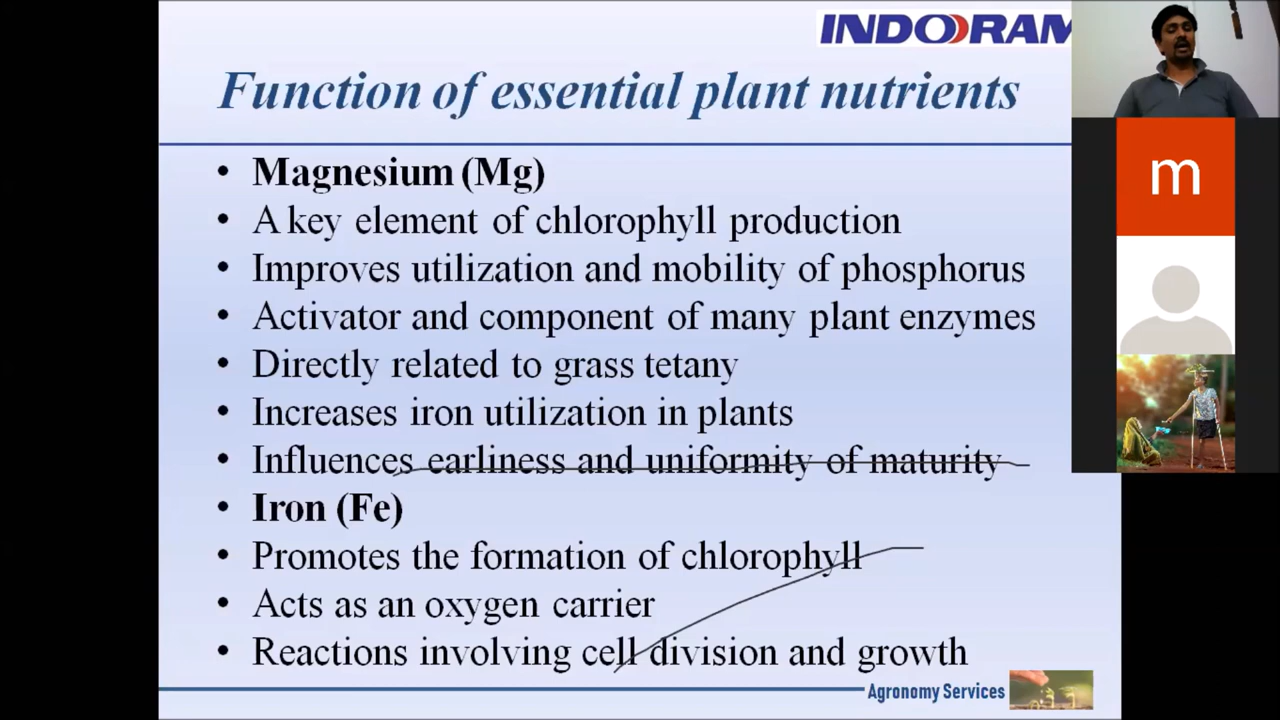 INDORAM
Function of essential plant nutrients
• Magnesium (Mg)
• A key element of chlorophyll production
• Improves utilization and mobility of phosphorus
• Activator and component of many plant enzymes
• Directly related to grass tetany
• Increases iron utilization in plants
• Influences earliness and uniformity of maturity
• Iron (Fe)
• Promotes the formation of chlorophyll
• Acts as an oxygen carrier
• Reactions involving cell division and growth
Agronomy Services
m